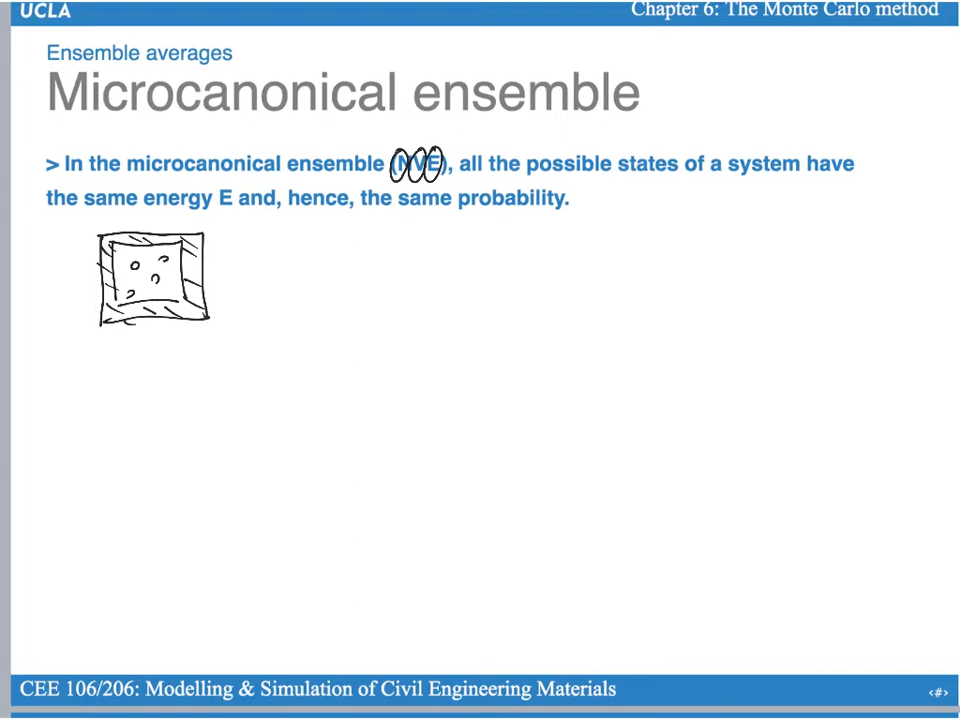 UCLA
Chapter 6: The Monte Carlo method
Ensemble averages
Microcanonical ensemble
> In the microcanonical ensemble (NVE), all the possible states of a system have
the same energy E and, hence, the same probability.
CEE 106/206: Modelling & Simulation of Civil Engineering Materials
‹#›